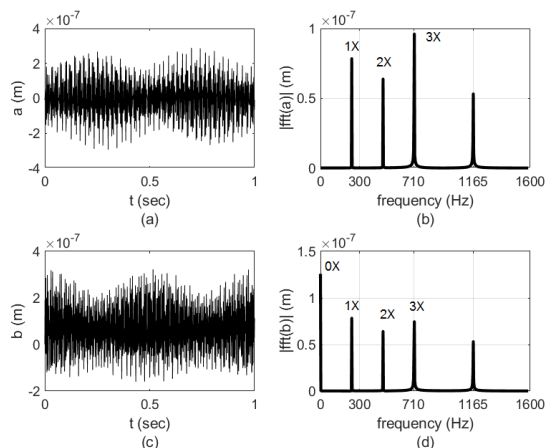 ×10⁻⁷
4
2
0
-2
-4
a (m)
0
0.5
1
t (sec)
(a)
×10⁻⁷
1
0.5
0
|fft(a)| (m)
1X
2X
3X
0
300
710
1165
1600
frequency (Hz)
(b)
×10⁻⁷
4
2
0
-2
b (m)
0
0.5
1
t (sec)
(c)
×10⁻⁷
1.5
1
0.5
0
|fft(b)| (m)
0X
1X
2X
3X
0
300
710
1165
1600
frequency (Hz)
(d)